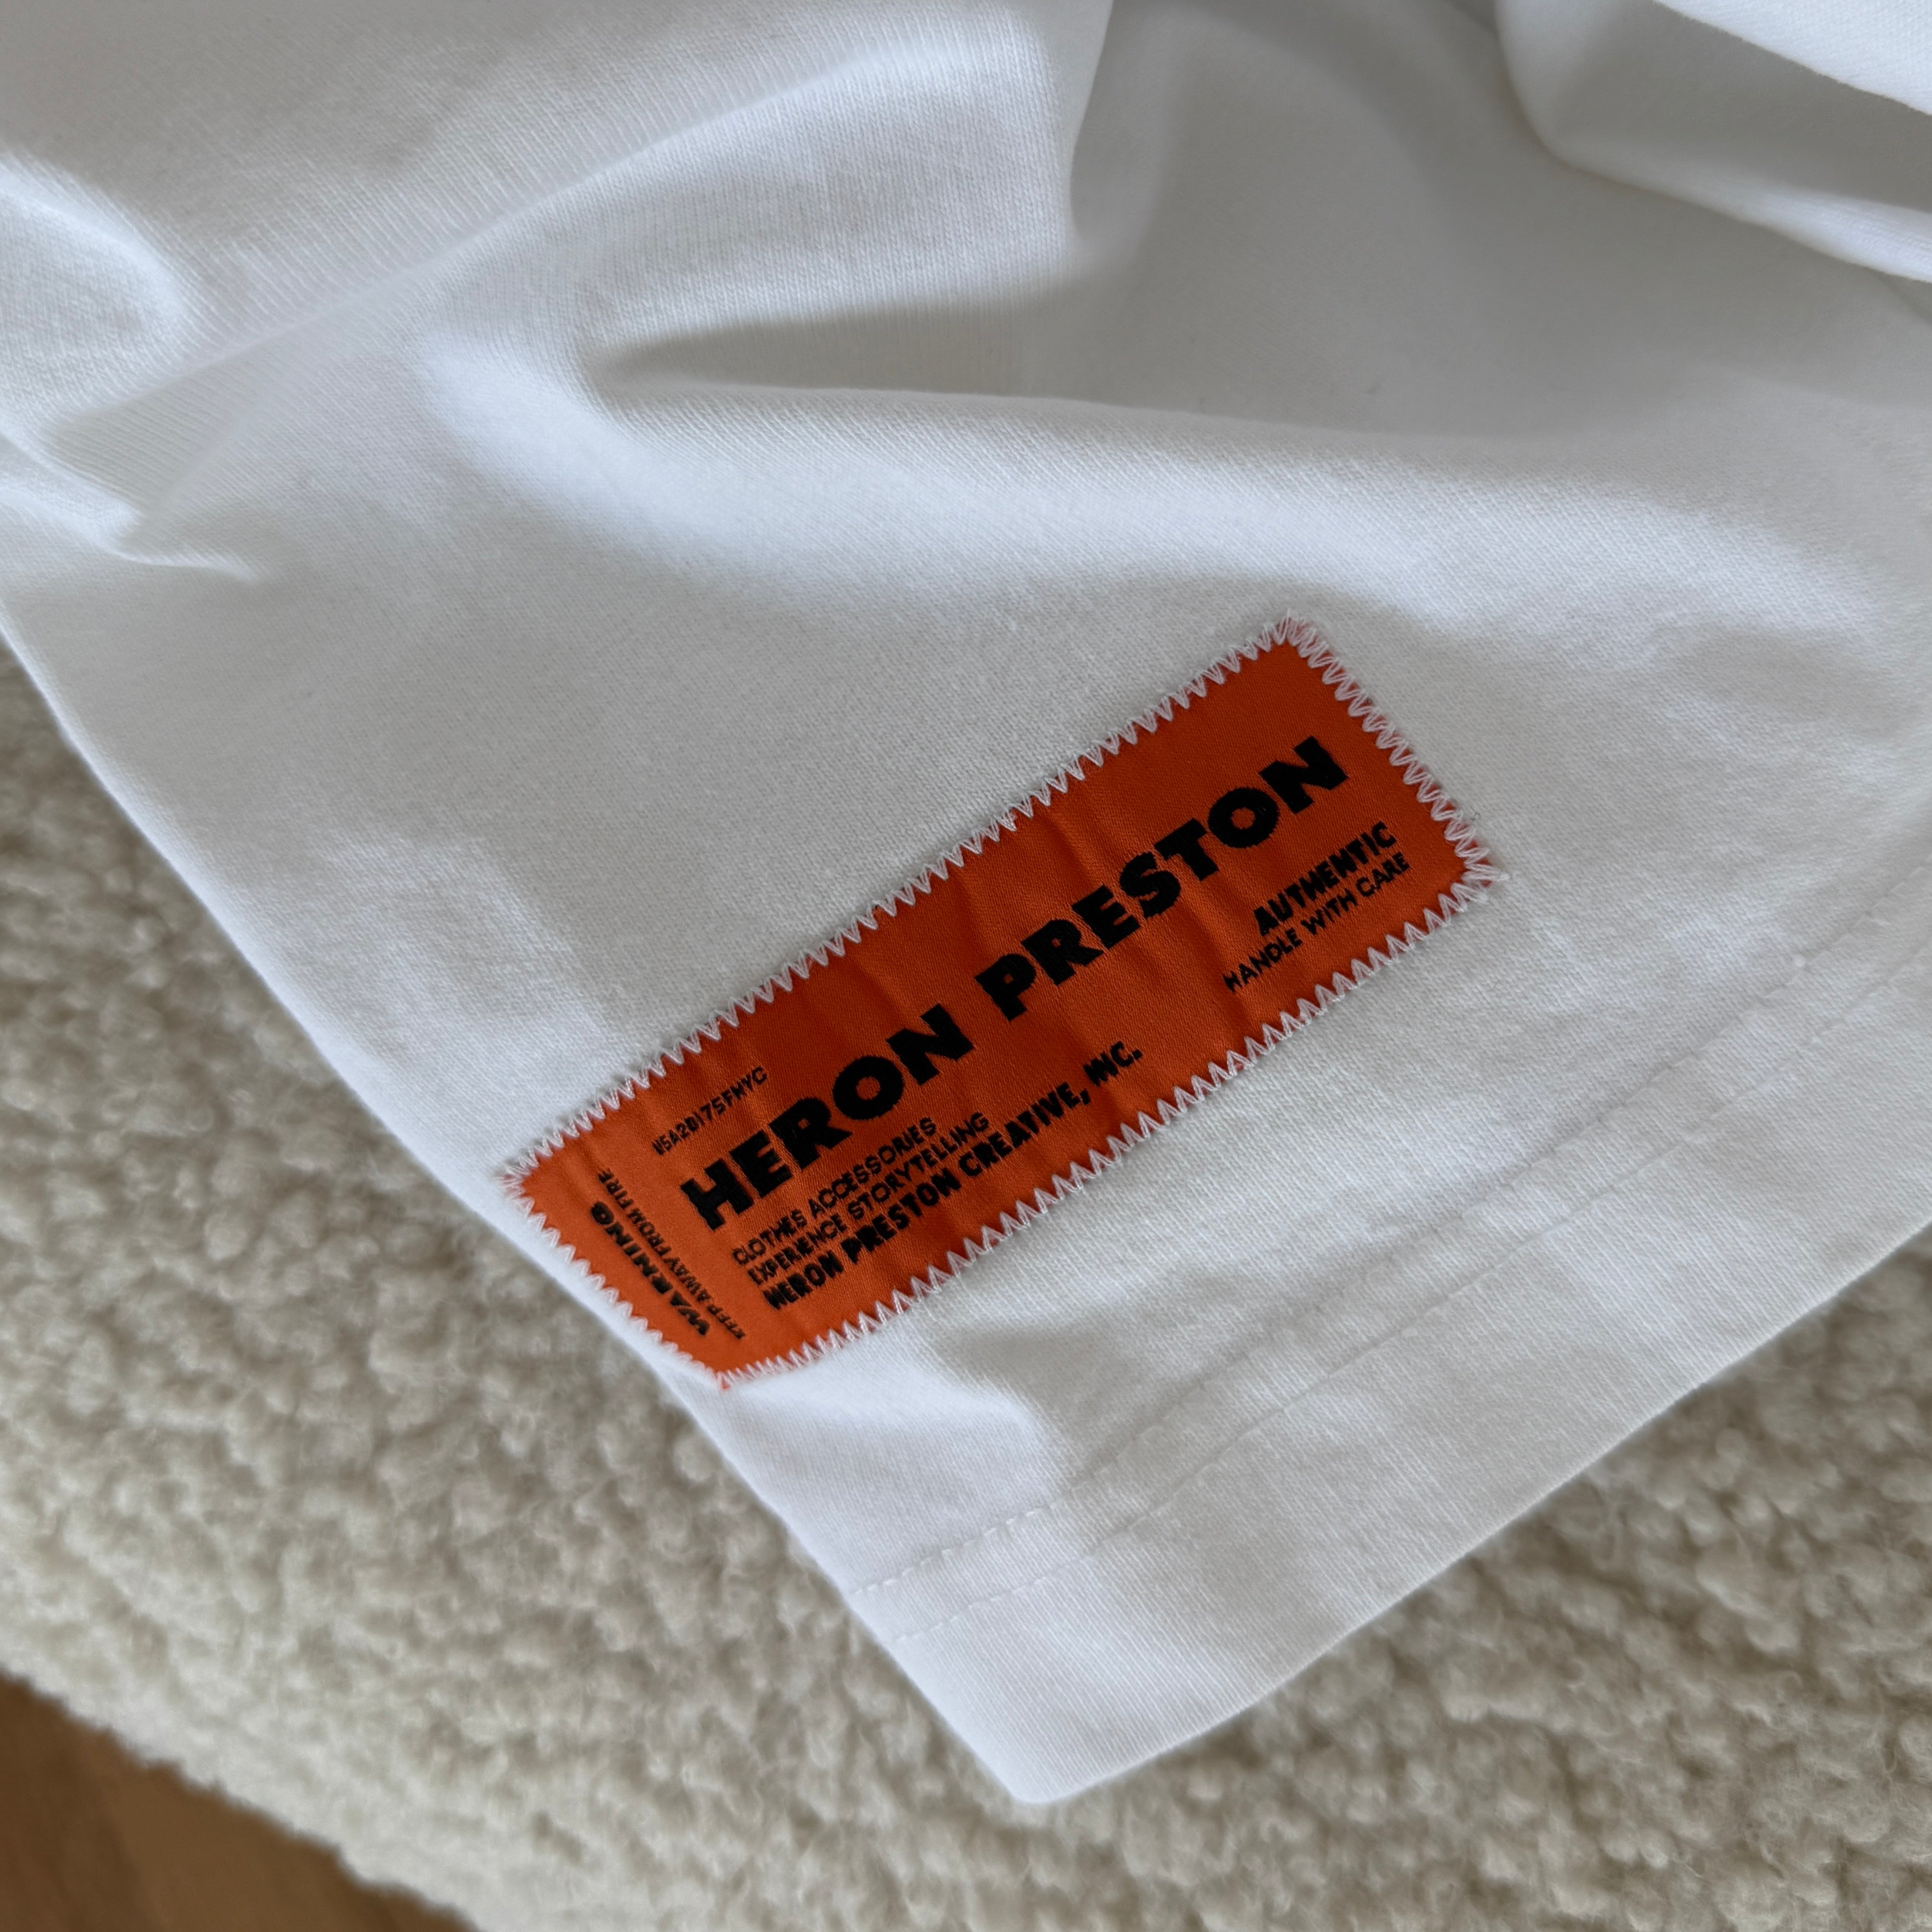 HERON PRESTON
CLOTHES ACCESSORIES
EXPERIENCE STORYTELLING
HERON PRESTON CREATIVE, INC.
AUTHENTIC
HANDLE WITH CARE
WARNING
KEEP AWAY FROM FIRE